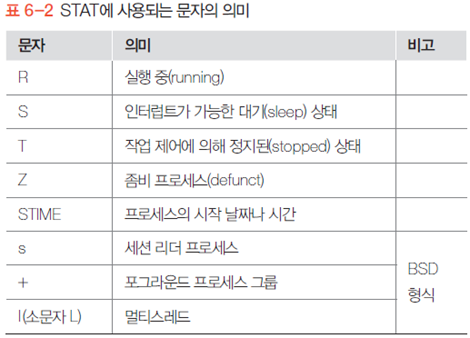 표 6-2 STAT에 사용되는 문자의 의미
문자 의미 비고
R 실행 중(running)
S 인터럽트가 가능한 대기(sleep) 상태
T 작업 제어에 의해 정지된(stopped) 상태
Z 좀비 프로세스(defunct)
STIME 프로세스의 시작 날짜나 시간
s 세션 리더 프로세스
+ 포그라운드 프로세스 그룹
l(소문자 L) 멀티스레드
BSD
형식